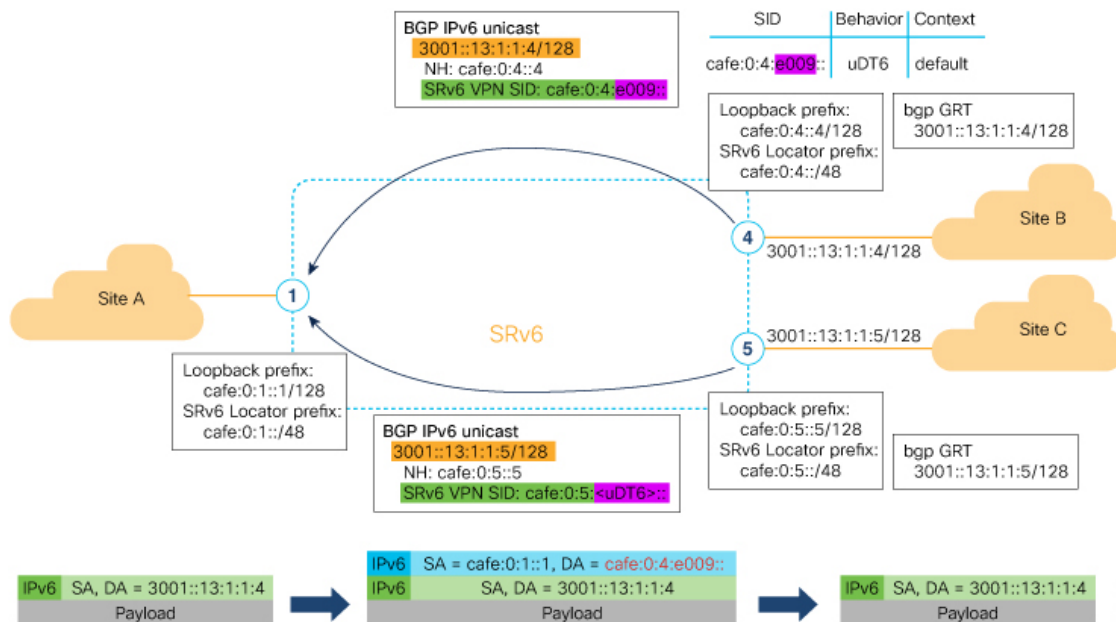 BGP IPv6 unicast
3001::13:1:1:4/128
NH: cafe:0:4::4
SRv6 VPN SID: cafe:0:4:e009::
SID Behavior Context
cafe:0:4:e009:: uDT6 default
Loopback prefix:
cafe:0:4::4/128
SRv6 Locator prefix:
cafe:0:4::/48
bgp GRT
3001::13:1:1:4/128
Site B
4
3001::13:1:1:4/128
Site A
1
SRv6
5
3001::13:1:1:5/128
Site C
Loopback prefix:
cafe:0:1::1/128
SRv6 Locator prefix:
cafe:0:1::/48
BGP IPv6 unicast
3001::13:1:1:5/128
NH: cafe:0:5::5
SRv6 VPN SID: cafe:0:5:<uDT6>::
Loopback prefix:
cafe:0:5::5/128
SRv6 Locator prefix:
cafe:0:5::/48
bgp GRT
3001::13:1:1:5/128
IPv6 SA, DA = 3001::13:1:1:4
Payload
IPv6 SA = cafe:0:1::1, DA = cafe:0:4:e009::
IPv6 SA, DA = 3001::13:1:1:4
Payload
IPv6 SA, DA = 3001::13:1:1:4
Payload